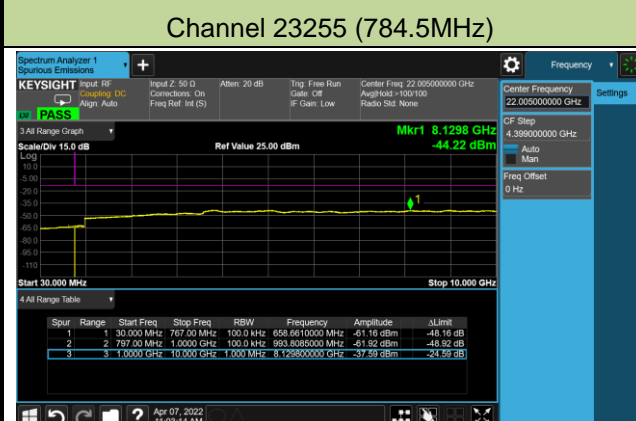 Channel 23255 (784.5MHz)
Spectrum Analyzer 1
Spurious Emissions
Frequency
KEYSIGHT
Input: RF
Coupling: DC
Align: Auto
Input Z: 50 Ω
Corrections: On
Freq Ref: Int (S)
Atten: 20 dB
Trig: Free Run
Gate: Off
IF Gain: Low
Center Freq: 22.005000000 GHz
Avg|Hold:>100/100
Radio Std: None
PASS
Center Frequency
22.005000000 GHz
Settings
CF Step
4.399000000 GHz
Auto
Man
Freq Offset
0 Hz
3 All Range Graph
Mkr1 8.1298 GHz
Scale/Div 15.0 dB
Ref Value 25.00 dBm
-44.22 dBm
Log
10.0
-5.00
-20.0
-35.0
-50.0
-65.0
-80.0
-95.0
-110
1
Start 30.000 MHz
Stop 10.000 GHz
4 All Range Table
Spur Range Start Freq Stop Freq RBW Frequency Amplitude ΔLimit
1 1 30.000 MHz 767.00 MHz 100.0 kHz 658.6610000 MHz -61.16 dBm -48.16 dB
2 2 797.00 MHz 1.0000 GHz 100.0 kHz 993.8085000 MHz -61.92 dBm -48.92 dB
3 3 1.0000 GHz 10.000 GHz 1.000 MHz 8.129800000 GHz -37.59 dBm -24.59 dB
?
Apr 07, 2022